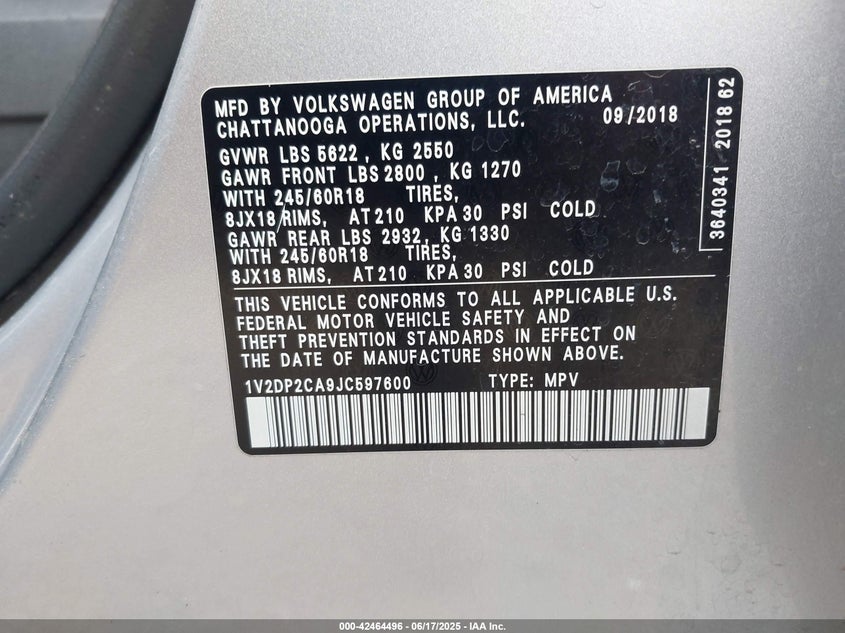 MFD BY VOLKSWAGEN GROUP OF AMERICA
CHATTANOOGA OPERATIONS, LLC. 09/2018
GVWR LBS 5622, KG 2550
GAWR FRONT LBS 2800, KG 1270
WITH 245/60R18 TIRES,
8JX18 RIMS, AT 210 KPA 30 PSI COLD
GAWR REAR LBS 2932, KG 1330
WITH 245/60R18 TIRES,
8JX18 RIMS, AT 210 KPA 30 PSI COLD
THIS VEHICLE CONFORMS TO ALL APPLICABLE U.S.
FEDERAL MOTOR VEHICLE SAFETY AND
THEFT PREVENTION STANDARDS IN EFFECT ON
THE DATE OF MANUFACTURE SHOWN ABOVE.
1V2DP2CA9JC597600 TYPE: MPV
3640341 2018 62
000-42464496 - 06/17/2025 - IAA Inc.